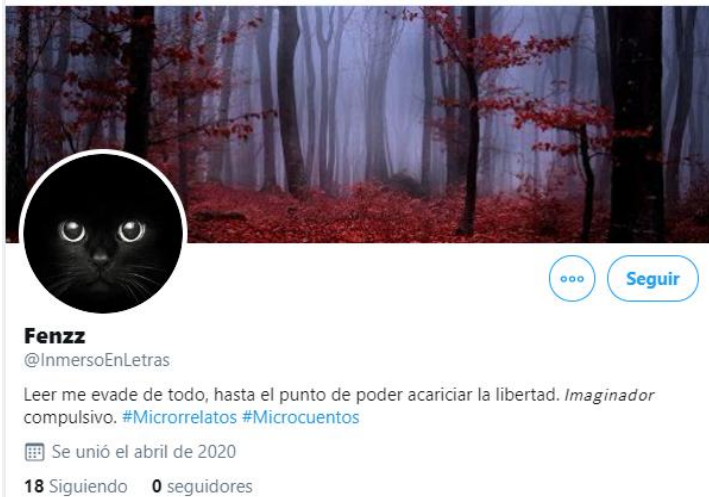 Seguir
Fenzz
@InmersoEnLetras
Leer me evade de todo, hasta el punto de poder acariciar la libertad. Imaginador
compulsivo. #Microrrelatos #Microcuentos
Se unió el abril de 2020
18 Siguiendo 0 seguidores